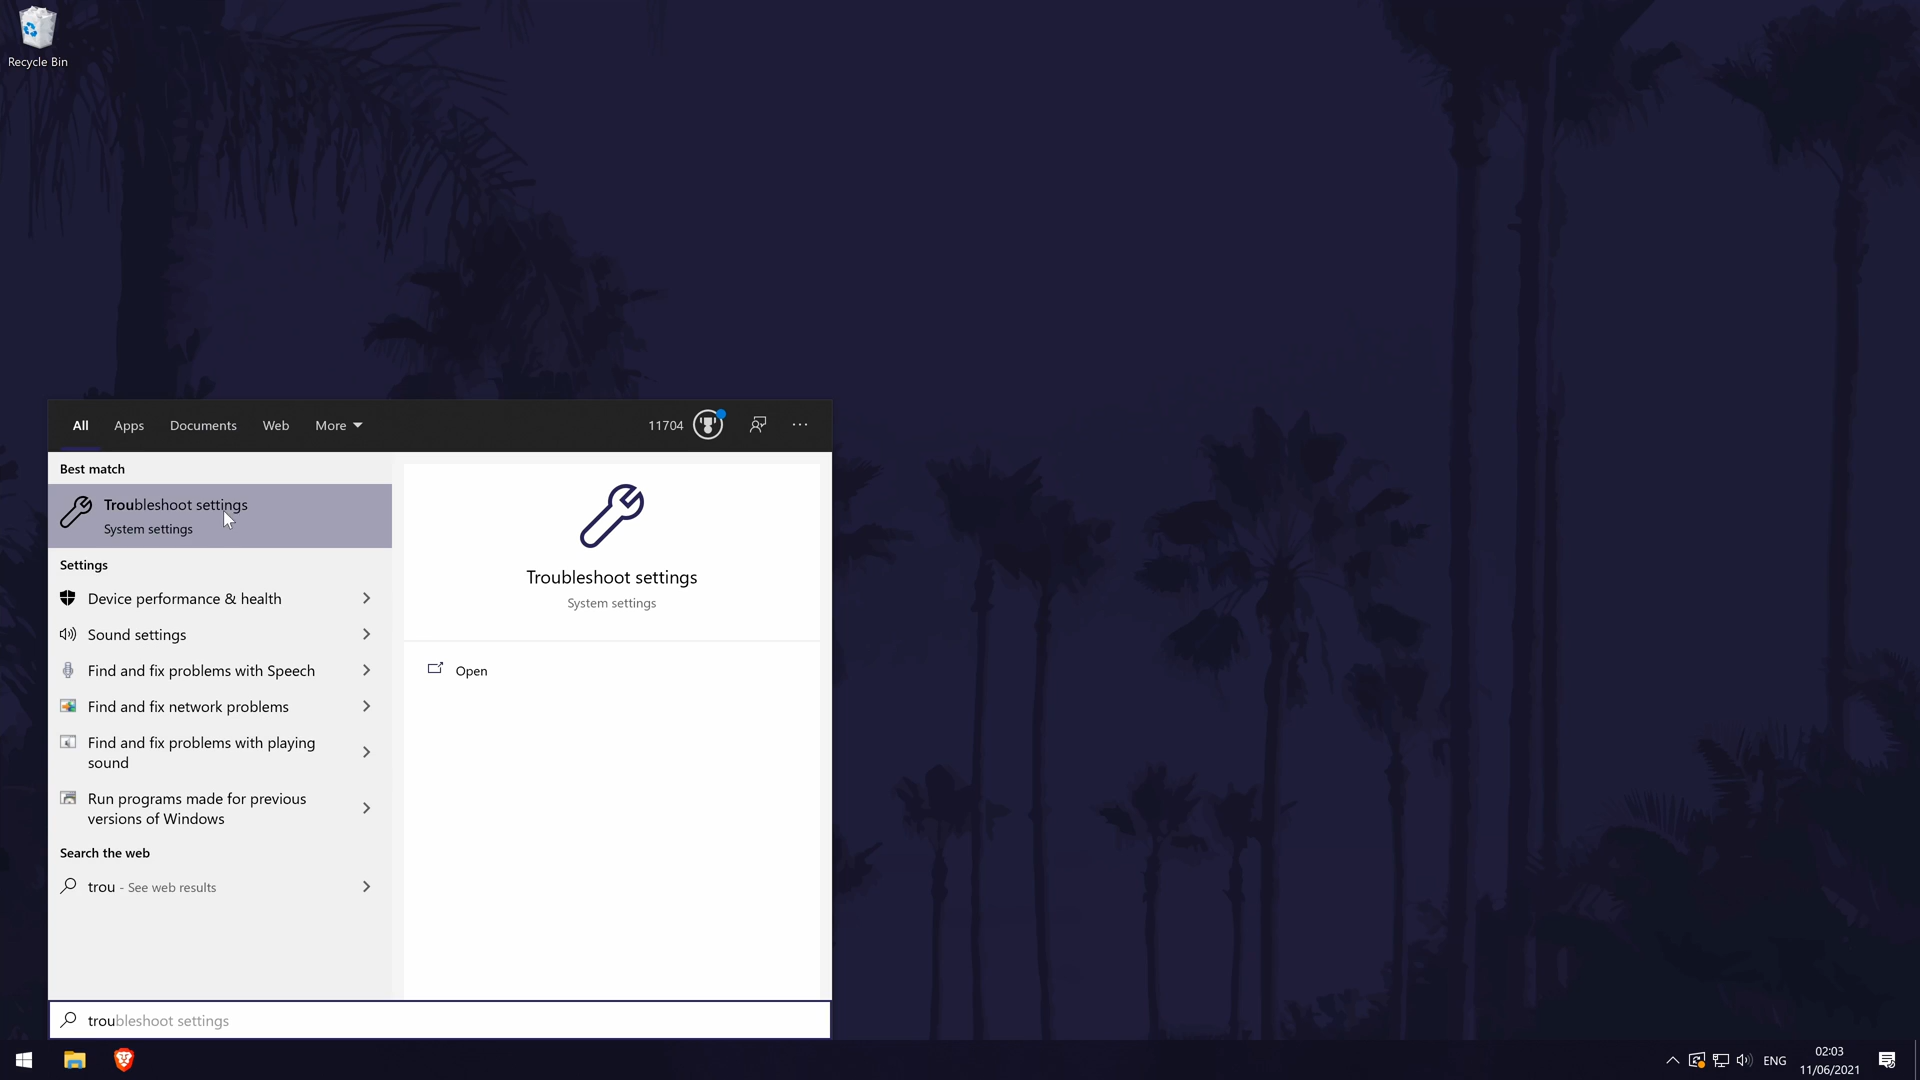 Recycle Bin
All Apps Documents Web More 11704 ...
Best match
Troubleshoot settings
System settings
Settings
Device performance & health
Sound settings
Find and fix problems with Speech
Find and fix network problems
Find and fix problems with playing
sound
Run programs made for previous
versions of Windows
Search the web
trou - See web results
Troubleshoot settings
System settings
Open
troubleshoot settings
ENG
02:03
11/06/2021